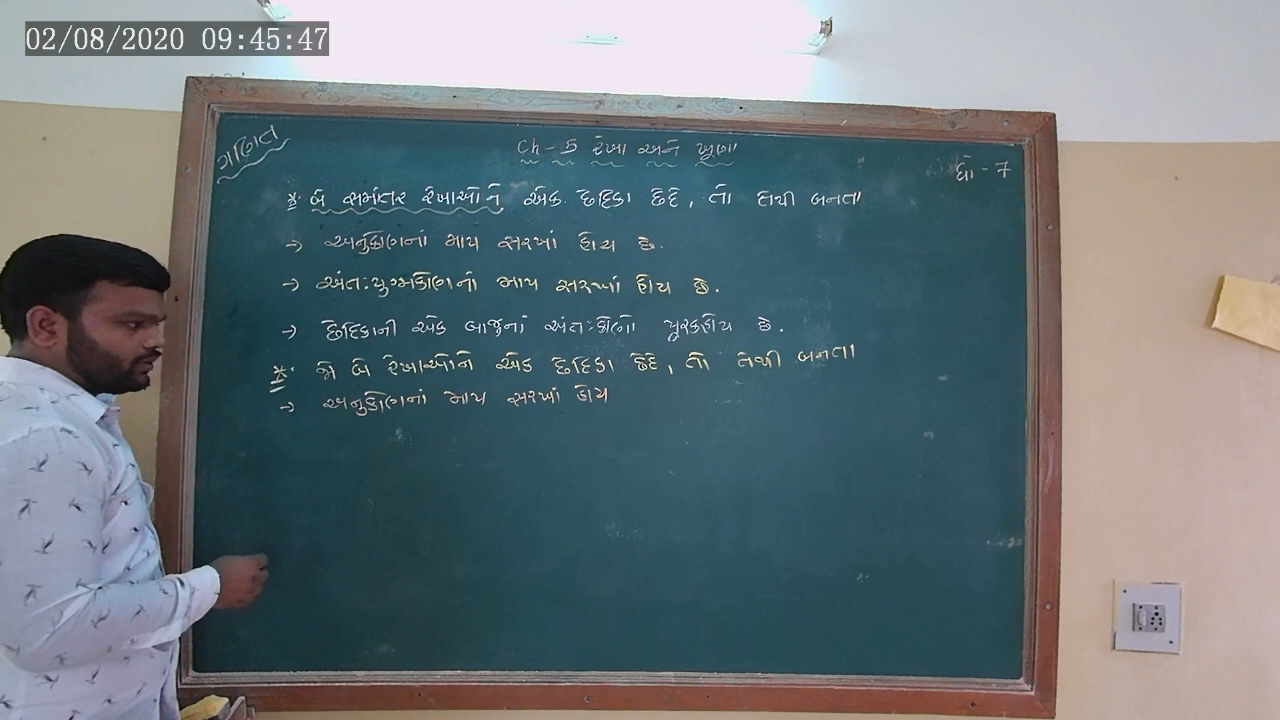 02/08/2020 09:45:47
ગણિત
Ch - 5 રેખા અને ખૂણા
ધો - 7
* બે સમાંતર રેખાઓને એક છેદિકા છેદે, તો તેથી બનતા
→ અનુકોણનાં માપ સરખાં હોય છે.
→ અંતઃયુગ્મકોણનાં માપ સરખાં હોય છે.
→ છેદિકાની એક બાજુનાં અંતઃકોણો પૂરકહોય છે.
* જો બે રેખાઓને એક છેદિકા છેદે, તો તેથી બનતા
→ અનુકોણનાં માપ સરખાં હોય